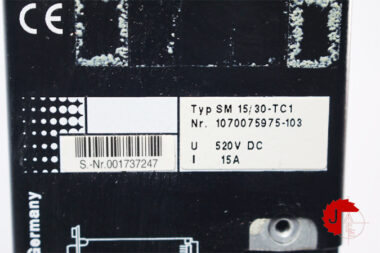 CE
Typ SM 15/30-TC1
Nr. 1070075975-103
U 520V DC
I 15A
S.-Nr.001737247
Germany